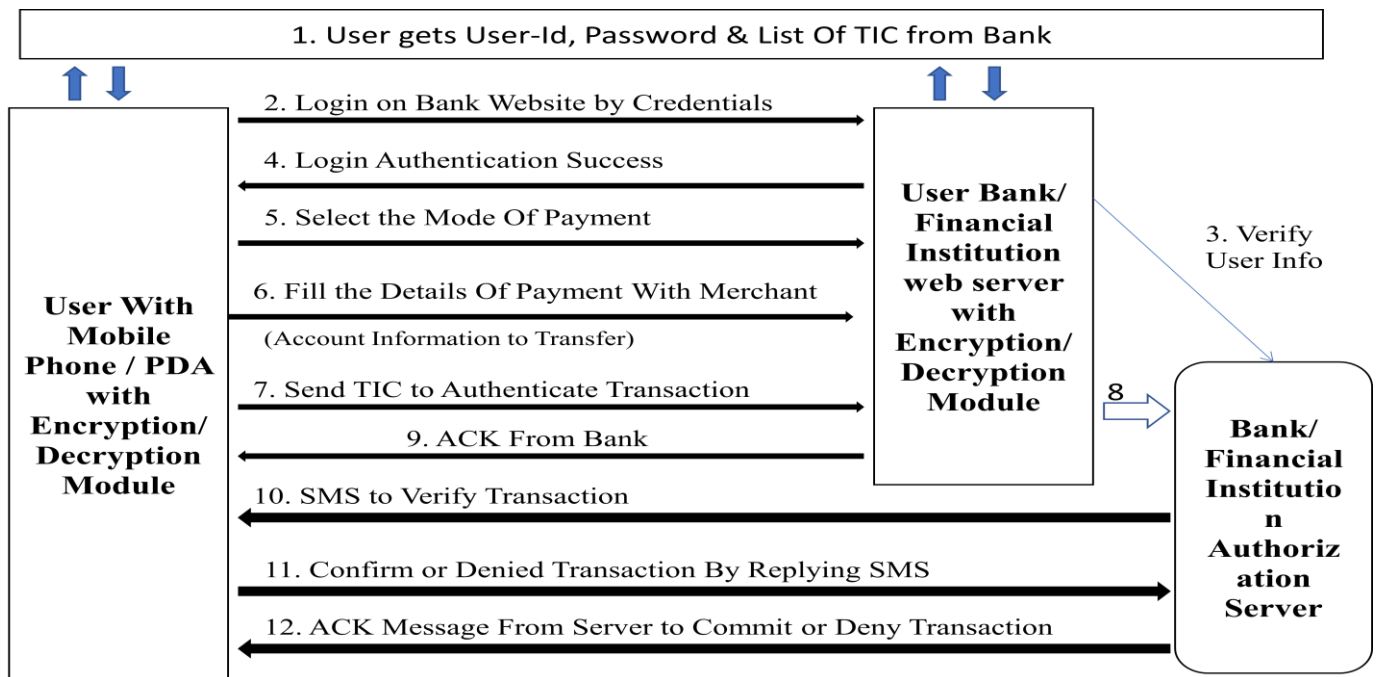 1. User gets User-Id, Password & List Of TIC from Bank
2. Login on Bank Website by Credentials
4. Login Authentication Success
5. Select the Mode Of Payment
6. Fill the Details Of Payment With Merchant
(Account Information to Transfer)
7. Send TIC to Authenticate Transaction
9. ACK From Bank
10. SMS to Verify Transaction
11. Confirm or Denied Transaction By Replying SMS
12. ACK Message From Server to Commit or Deny Transaction
User With
Mobile
Phone / PDA
with
Encryption/
Decryption
Module
User Bank/
Financial
Institution
web server
with
Encryption/
Decryption
Module
3. Verify
User Info
8
Bank/
Financial
Institutio
n
Authoriz
ation
Server